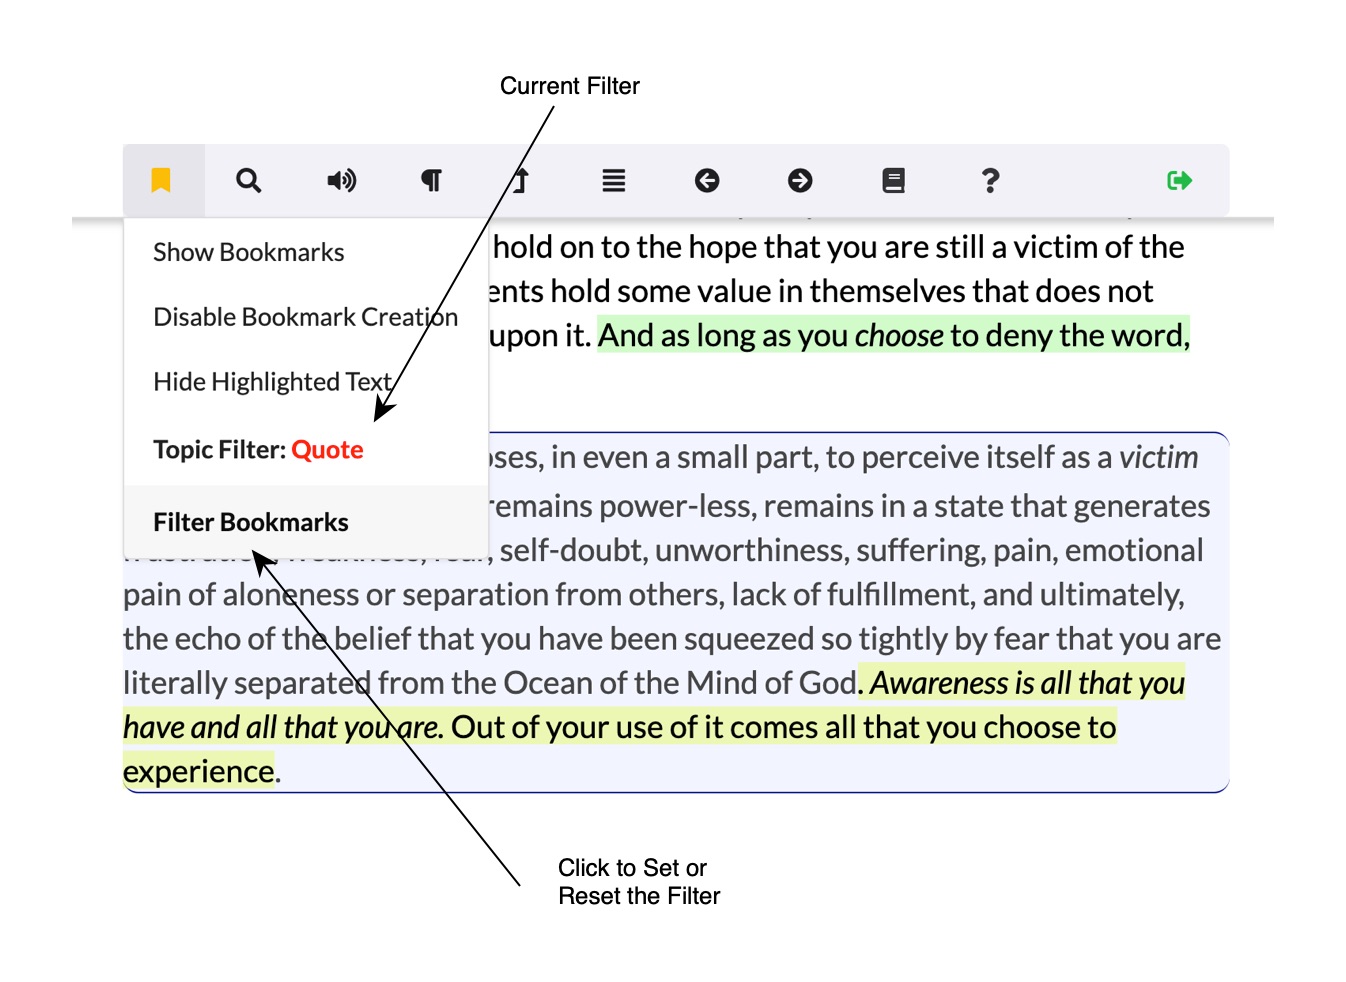 Current Filter
?
Show Bookmarks
Disable Bookmark Creation
Hide Highlighted Text
Topic Filter: Quote
Filter Bookmarks
hold on to the hope that you are still a victim of the
ents hold some value in themselves that does not
upon it. And as long as you choose to deny the word,
ses, in even a small part, to perceive itself as a victim
remains power-less, remains in a state that generates
, self-doubt, unworthiness, suffering, pain, emotional
pain of aloneness or separation from others, lack of fulfillment, and ultimately,
the echo of the belief that you have been squeezed so tightly by fear that you are
literally separated from the Ocean of the Mind of God. Awareness is all that you
have and all that you are. Out of your use of it comes all that you choose to
experience.
Click to Set or
Reset the Filter